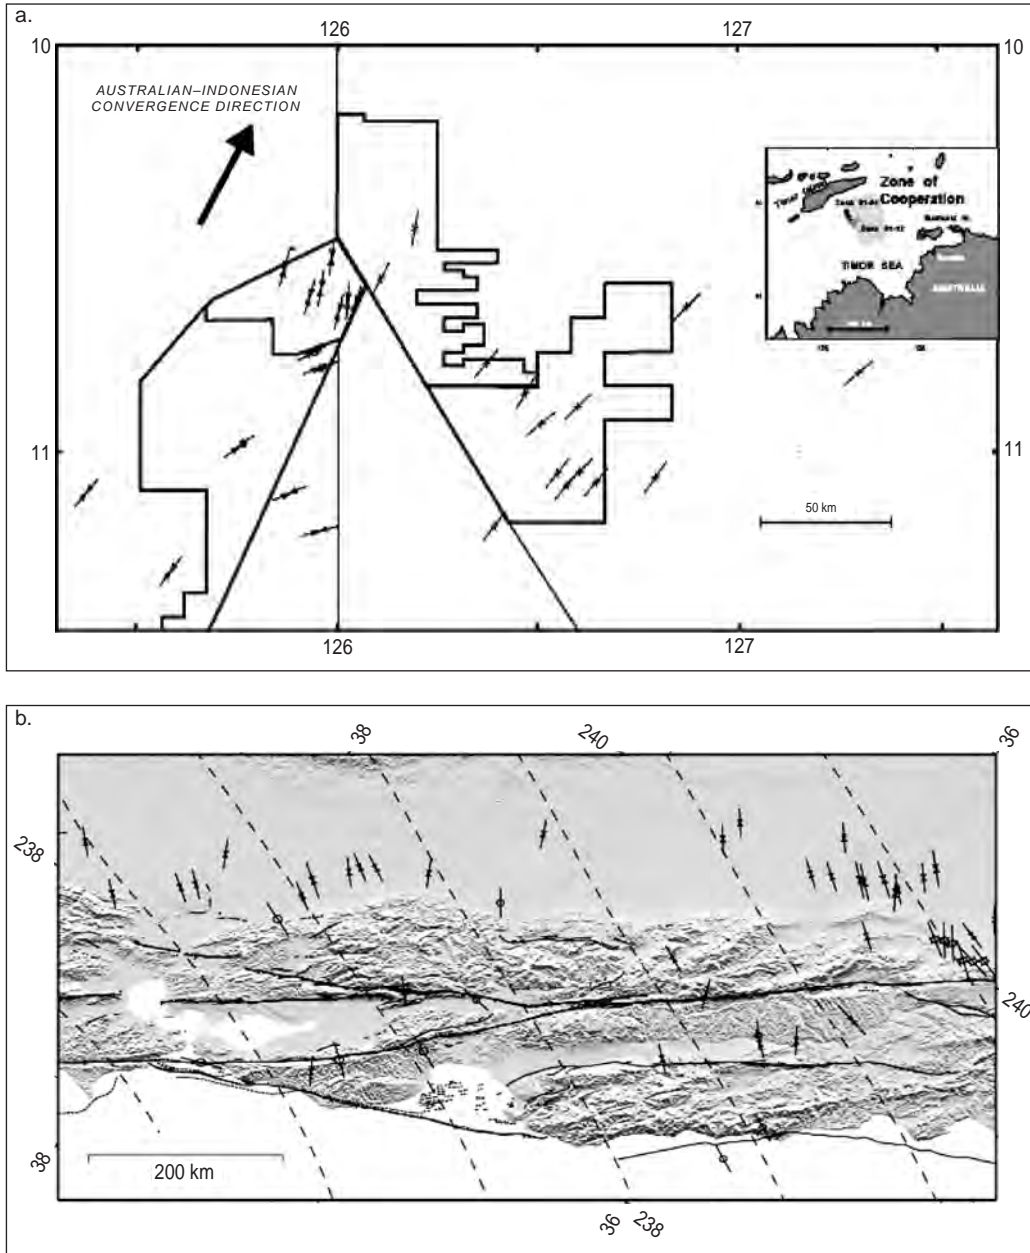 a.
126
127
10
10
AUSTRALIAN–INDONESIAN
CONVERGENCE DIRECTION
Zone of
Cooperation
TIMOR SEA
AUSTRALIA
11
11
50 km
126
127
b.
38
240
36
238
240
38
200 km
36
238